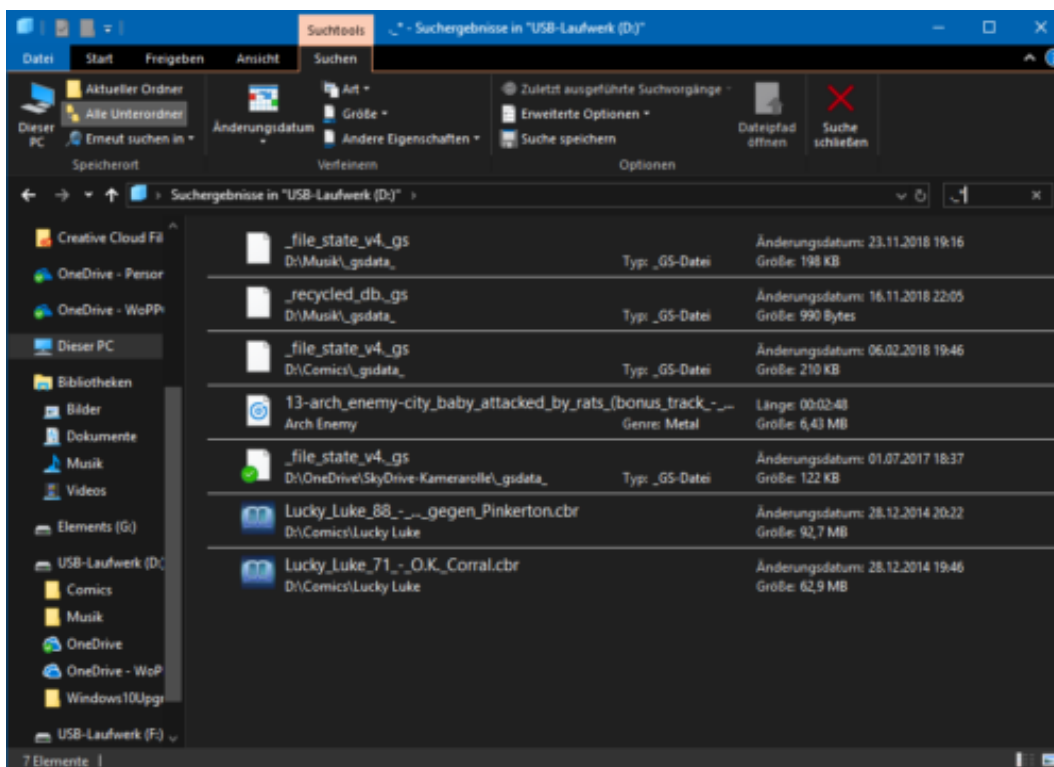 Suchtools
._* - Suchergebnisse in "USB-Laufwerk (D:)"
Datei Start Freigeben Ansicht Suchen
Dieser PC
Aktueller Ordner
Alle Unterordner
Erneut suchen in
Speicherort
Änderungsdatum
Art
Größe
Andere Eigenschaften
Verfeinern
Zuletzt ausgeführte Suchvorgänge
Erweiterte Optionen
Suche speichern
Dateipfad öffnen
Suche schließen
Optionen
Suchergebnisse in "USB-Laufwerk (D:)"
._*
Creative Cloud Fil
OneDrive - Person
OneDrive - WoPP
Dieser PC
Bibliotheken
Bilder
Dokumente
Musik
Videos
Elements (G:)
USB-Laufwerk (D:)
Comics
Musik
OneDrive
OneDrive - WoP
Windows10Upgr
USB-Laufwerk (F:)
_file_state_v4._gs
D:\Musik\_gsdata_ Typ: _GS-Datei
Änderungsdatum: 23.11.2018 19:16
Größe: 198 KB
_recycled_db._gs
D:\Musik\_gsdata_ Typ: _GS-Datei
Änderungsdatum: 16.11.2018 22:05
Größe: 990 Bytes
_file_state_v4._gs
D:\Comics\_gsdata_ Typ: _GS-Datei
Änderungsdatum: 06.02.2018 19:46
Größe: 210 KB
13-arch_enemy-city_baby_attacked_by_rats_(bonus_track_-_...
Arch Enemy Genre: Metal
Länge: 00:02:48
Größe: 6,43 MB
_file_state_v4._gs
D:\OneDrive\SkyDrive-Kamerarolle\_gsdata_ Typ: _GS-Datei
Änderungsdatum: 01.07.2017 18:37
Größe: 122 KB
Lucky_Luke_88_-_..._gegen_Pinkerton.cbr
D:\Comics\Lucky Luke
Änderungsdatum: 28.12.2014 20:22
Größe: 92,7 MB
Lucky_Luke_71_-_O.K._Corral.cbr
D:\Comics\Lucky Luke
Änderungsdatum: 28.12.2014 19:46
Größe: 62,9 MB
7 Elemente